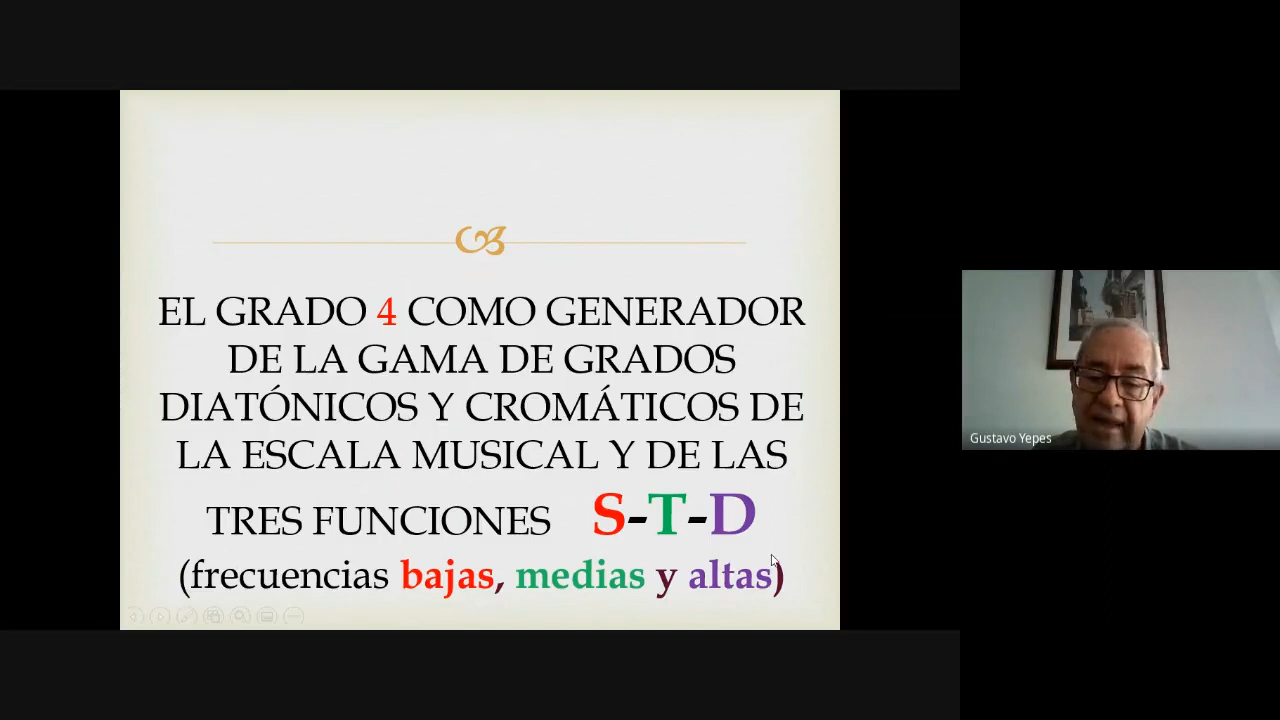 EL GRADO 4 COMO GENERADOR
DE LA GAMA DE GRADOS
DIATÓNICOS Y CROMÁTICOS DE
LA ESCALA MUSICAL Y DE LAS
TRES FUNCIONES S-T-D
(frecuencias bajas, medias y altas)
Gustavo Yepes